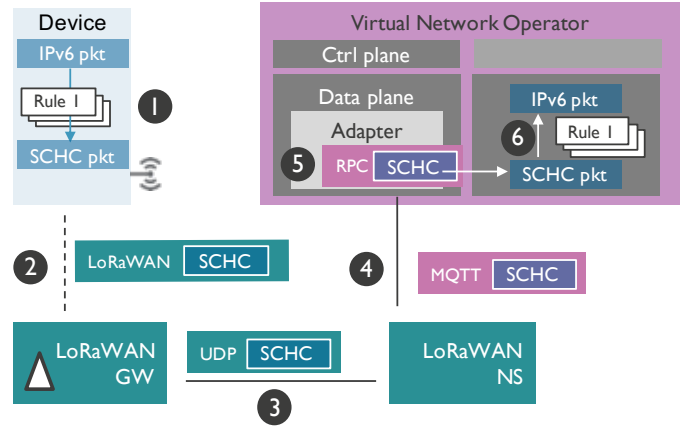 Device
IPv6 pkt
Rule 1
SCHC pkt
1
Virtual Network Operator
Ctrl plane
Data plane
Adapter
5
RPC SCHC
IPv6 pkt
6
Rule 1
SCHC pkt
2
LoRaWAN SCHC
4
MQTT SCHC
LoRaWAN
GW
UDP SCHC
3
LoRaWAN
NS